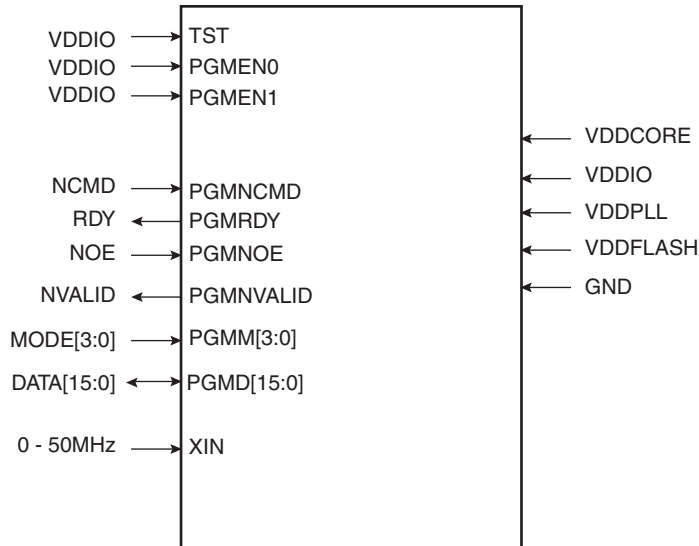 VDDIO TST
VDDIO PGMEN0
VDDIO PGMEN1
VDDCORE
VDDIO
NCMD PGMNCMD
RDY PGMRDY
VDDPLL
NOE PGMNOE
VDDFLASH
NVALID PGMNVALID
GND
MODE[3:0] PGMM[3:0]
DATA[15:0] PGMD[15:0]
0 - 50MHz XIN